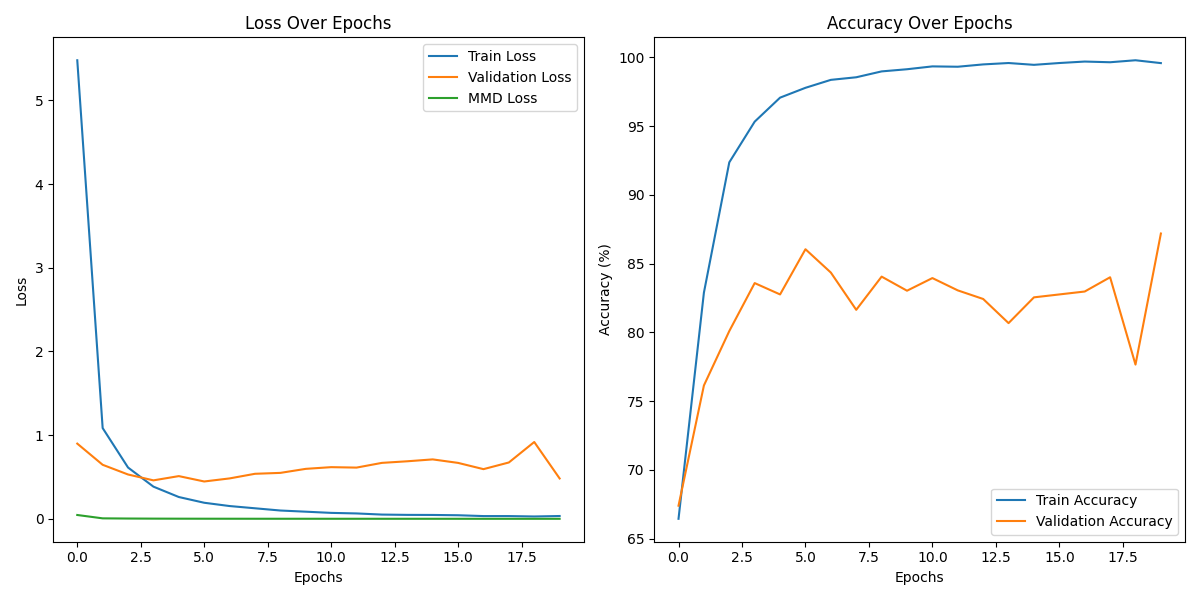 Loss Over Epochs
Train Loss
Validation Loss
MMD Loss
5
4
3
2
1
0
Loss
0.0 2.5 5.0 7.5 10.0 12.5 15.0 17.5
Epochs
Accuracy Over Epochs
100
95
90
85
80
75
70
65
Accuracy (%)
Train Accuracy
Validation Accuracy
0.0 2.5 5.0 7.5 10.0 12.5 15.0 17.5
Epochs